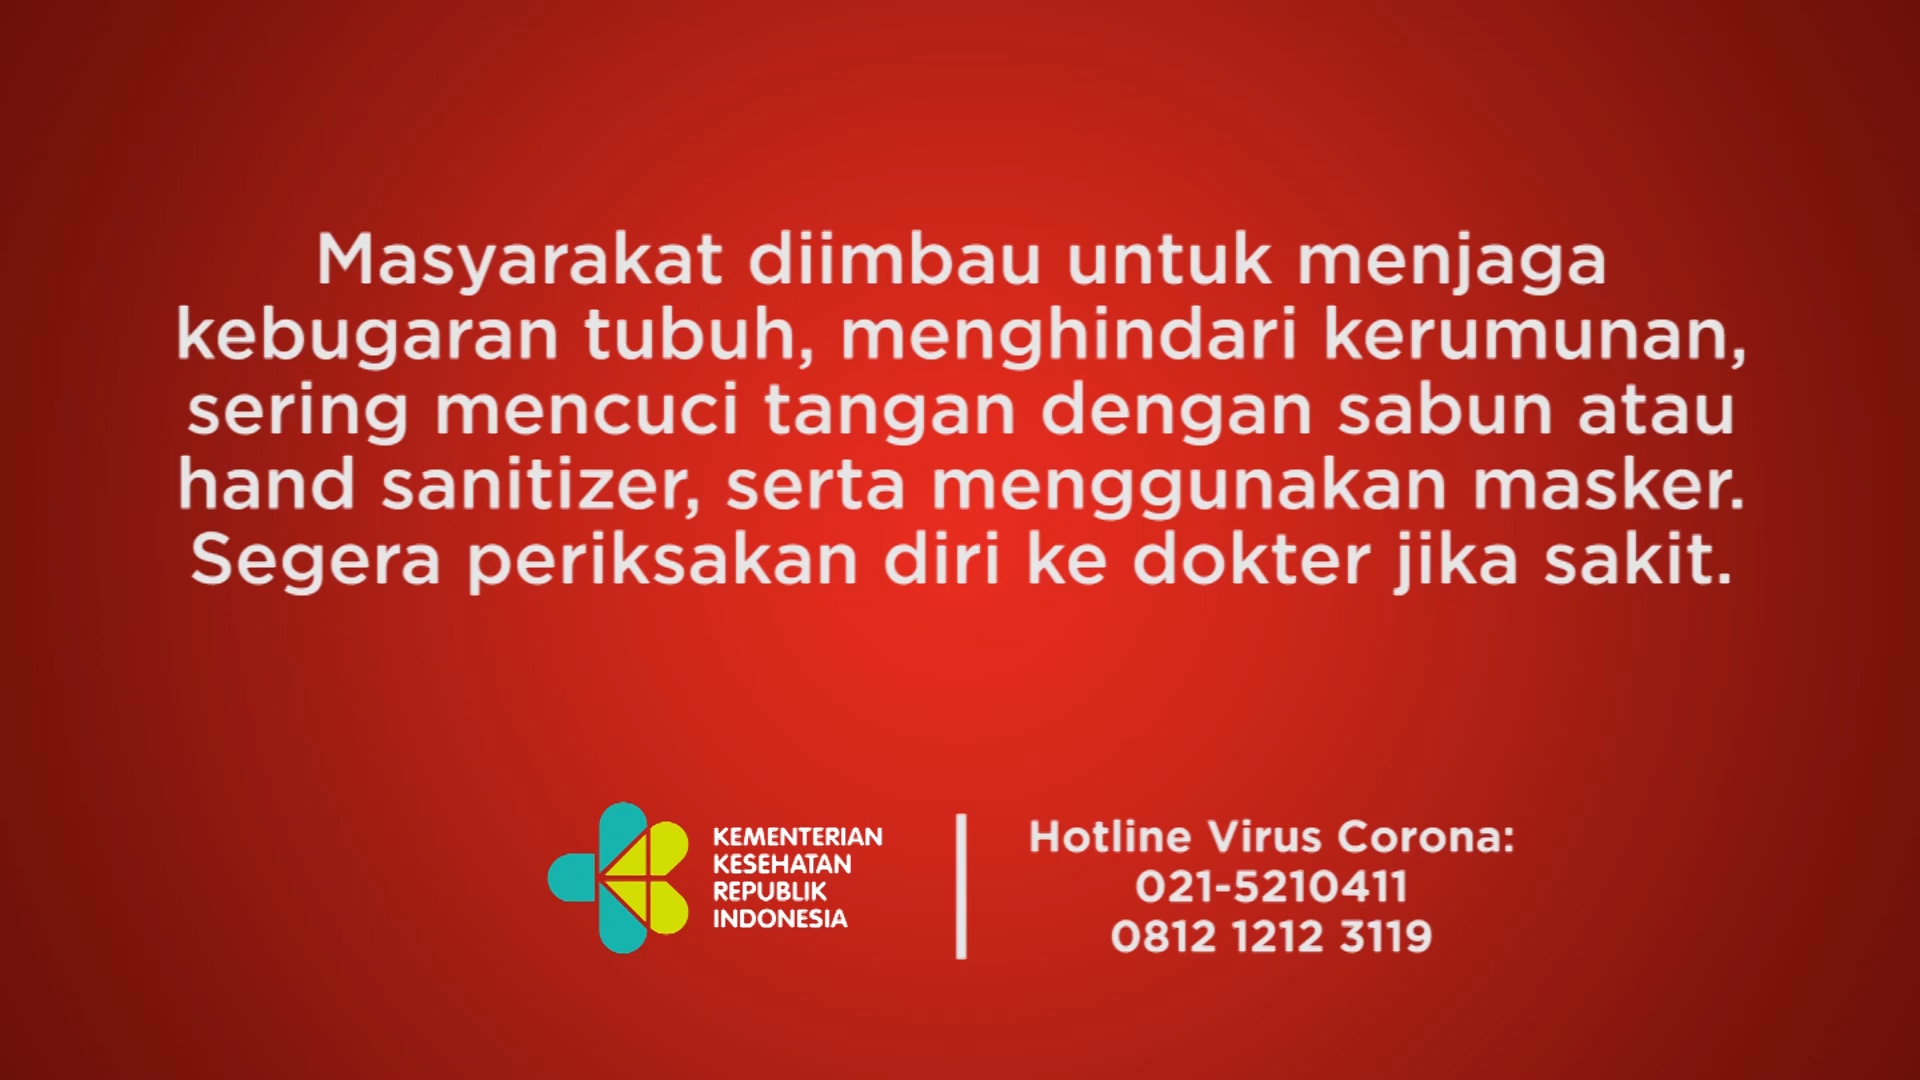 Masyarakat diimbau untuk menjaga
kebugaran tubuh, menghindari kerumunan,
sering mencuci tangan dengan sabun atau
hand sanitizer, serta menggunakan masker.
Segera periksakan diri ke dokter jika sakit.
KEMENTERIAN
KESEHATAN
REPUBLIK
INDONESIA
Hotline Virus Corona:
021-5210411
0812 1212 3119